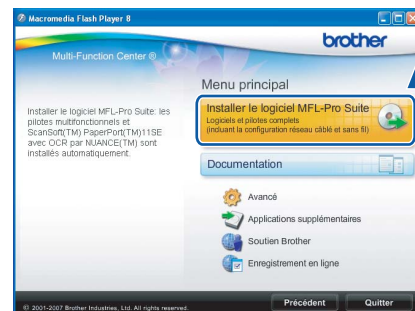 Macromedia Flash Player 8
brother
Multi-Function Center ®
Menu principal
Installer le logiciel MFL-Pro Suite: les
pilotes multifonctionnels et
ScanSoft(TM) PaperPort(TM)11SE
avec OCR par NUANCE(TM) sont
installés automatiquement.
Installer le logiciel MFL-Pro Suite
Logiciels et pilotes complets
(incluant la configuration réseau câblé et sans fil)
Documentation
Avancé
Applications supplémentaires
Soutien Brother
Enregistrement en ligne
© 2001-2007 Brother Industries, Ltd. All rights reserved.
Précédent
Quitter